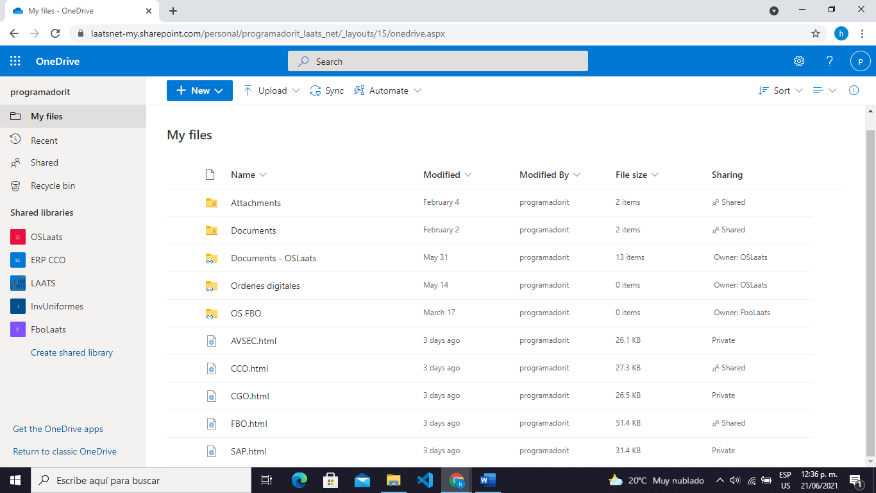 My files - OneDrive
laatsnet-my.sharepoint.com/personal/programadorit_laats_net/_layouts/15/onedrive.aspx
h
OneDrive
Search
?
P
programadorit
New
Upload
Sync
Automate
Sort
My files
Recent
Shared
Recycle bin
Shared libraries
OSLaats
ERP CCO
LAATS
InvUniformes
FboLaats
Create shared library
Get the OneDrive apps
Return to classic OneDrive
My files
Name Modified Modified By File size Sharing
Attachments February 4 programadorit 2 items Shared
Documents February 2 programadorit 2 items Shared
Documents - OSLaats May 31 programadorit 13 items Owner: OSLaats
Ordenes digitales May 14 programadorit 0 items Owner: OSLaats
OS FBO March 17 programadorit 0 items Owner: FboLaats
AVSEC.html 3 days ago programadorit 26.1 KB Private
CCO.html 3 days ago programadorit 27.3 KB Shared
CGO.html 3 days ago programadorit 26.5 KB Private
FBO.html 3 days ago programadorit 51.4 KB Shared
SAP.html 3 days ago programadorit 31.4 KB Private
Escribe aquí para buscar
20°C Muy nublado
ESP
US
12:36 p. m.
21/06/2021
1